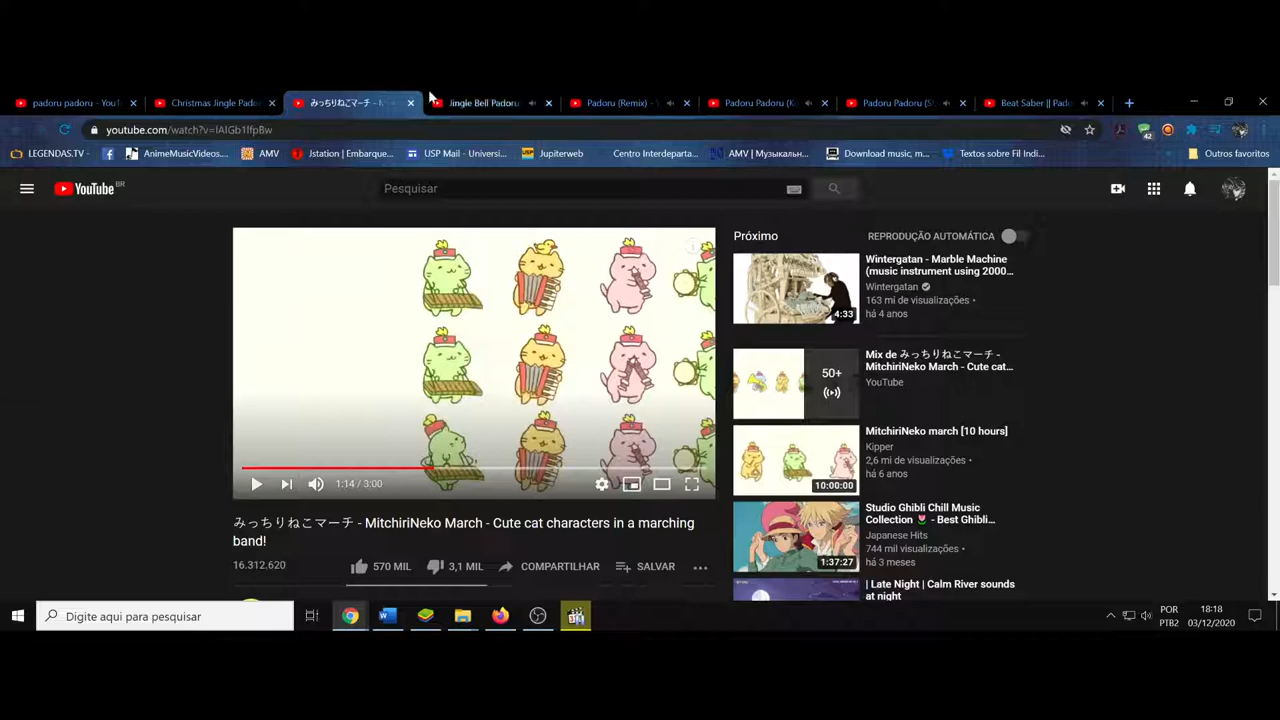 padoru padoru - YouT
Christmas Jingle Pado
みっちりねこマーチ - M
Jingle Bell Padoru
Padoru (Remix) - Y
Padoru Padoru (K
Padoru Padoru (S
Beat Saber || Pado
youtube.com/watch?v=lAIGb1lfpBw
42
LEGENDAS.TV -
AnimeMusicVideos...
AMV
Jstation | Embarque...
USP Mail - Universi...
Jupiterweb
Centro Interdeparta...
AMV | Музыкальн...
Download music, m...
Textos sobre Fil Indi...
Outros favoritos
YouTube BR
Pesquisar
Próximo
REPRODUÇÃO AUTOMÁTICA
Wintergatan - Marble Machine
(music instrument using 2000...
Wintergatan
163 mi de visualizações •
há 4 anos
4:33
Mix de みっちりねこマーチ -
MitchiriNeko March - Cute cat...
YouTube
50+
MitchiriNeko march [10 hours]
Kipper
2,6 mi de visualizações •
há 6 anos
10:00:00
Studio Ghibli Chill Music
Collection 🌷 - Best Ghibli...
Japanese Hits
744 mil visualizações •
há 3 meses
1:37:27
| Late Night | Calm River sounds
at night
1:14 / 3:00
みっちりねこマーチ - MitchiriNeko March - Cute cat characters in a marching
band!
16.312.620
570 MIL
3,1 MIL
COMPARTILHAR
SALVAR
Digite aqui para pesquisar
POR
PTB2
18:18
03/12/2020